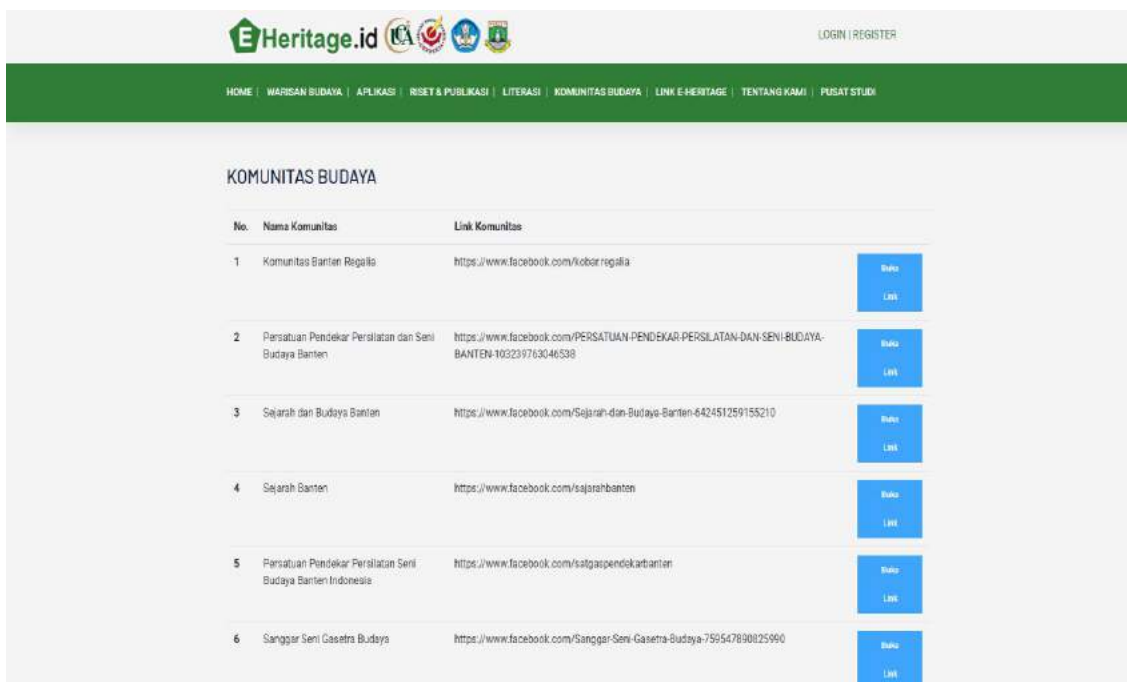 EHeritage.id
LOGIN | REGISTER
HOME | WARISAN BUDAYA | APLIKASI | RISET & PUBLIKASI | LITERASI | KOMUNITAS BUDAYA | LINK E-HERITAGE | TENTANG KAMI | PUSAT STUDI
KOMUNITAS BUDAYA
No. Nama Komunitas Link Komunitas
1 Komunitas Banten Regalia https://www.facebook.com/kobar.regalia
Buka
Link
2 Persatuan Pendekar Persilatan dan Seni https://www.facebook.com/PERSATUAN-PENDEKAR-PERSILATAN-DAN-SENI-BUDAYA-
Budaya Banten BANTEN-103239763046538
Buka
Link
3 Sejarah dan Budaya Banten https://www.facebook.com/Sejarah-dan-Budaya-Banten-642451259155210
Buka
Link
4 Sejarah Banten https://www.facebook.com/sajarahbanten
Buka
Link
5 Persatuan Pendekar Persilatan Seni https://www.facebook.com/satgaspendekarbanten
Budaya Banten Indonesia
Buka
Link
6 Sanggar Seni Gasetra Budaya https://www.facebook.com/Sanggar-Seni-Gasetra-Budaya-759547890825990
Buka
Link